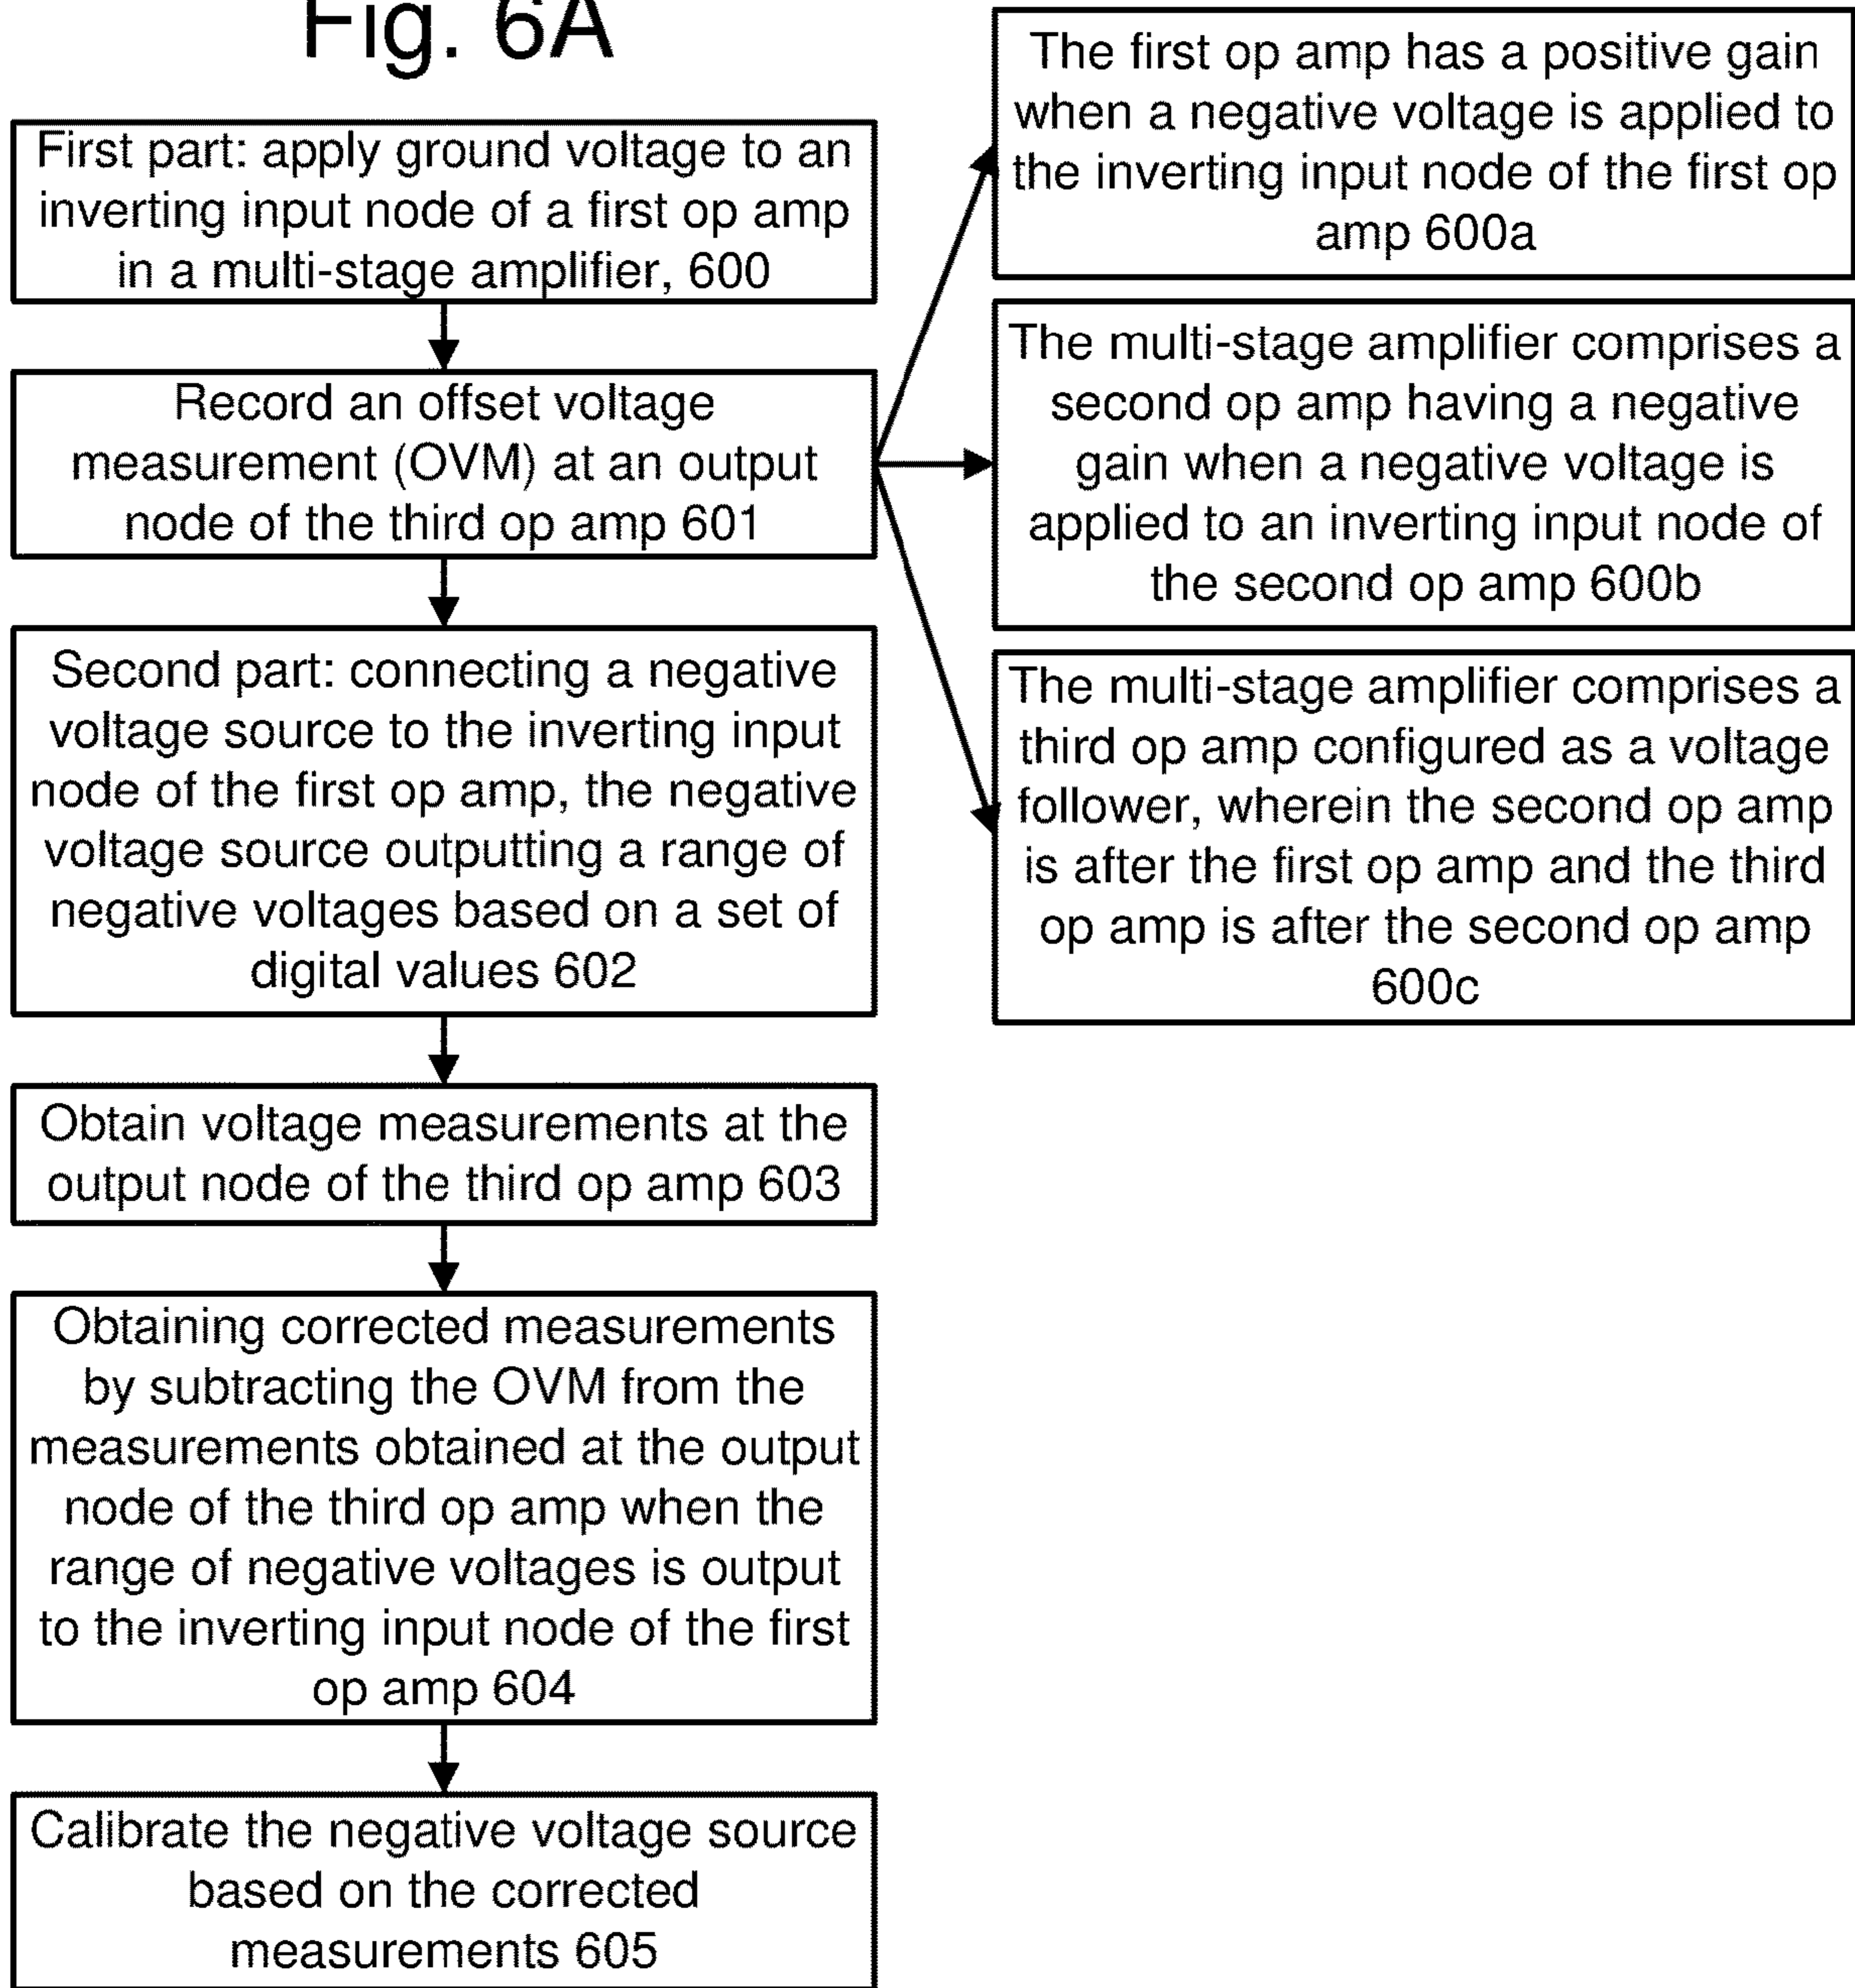 Fig. 6A
First part: apply ground voltage to an
inverting input node of a first op amp
in a multi-stage amplifier, 600
Record an offset voltage
measurement (OVM) at an output
node of the third op amp 601
Second part: connecting a negative
voltage source to the inverting input
node of the first op amp, the negative
voltage source outputting a range of
negative voltages based on a set of
digital values 602
Obtain voltage measurements at the
output node of the third op amp 603
Obtaining corrected measurements
by subtracting the OVM from the
measurements obtained at the output
node of the third op amp when the
range of negative voltages is output
to the inverting input node of the first
op amp 604
Calibrate the negative voltage source
based on the corrected
measurements 605
The first op amp has a positive gain
when a negative voltage is applied to
the inverting input node of the first op
amp 600a
The multi-stage amplifier comprises a
second op amp having a negative
gain when a negative voltage is
applied to an inverting input node of
the second op amp 600b
The multi-stage amplifier comprises a
third op amp configured as a voltage
follower, wherein the second op amp
is after the first op amp and the third
op amp is after the second op amp
600c